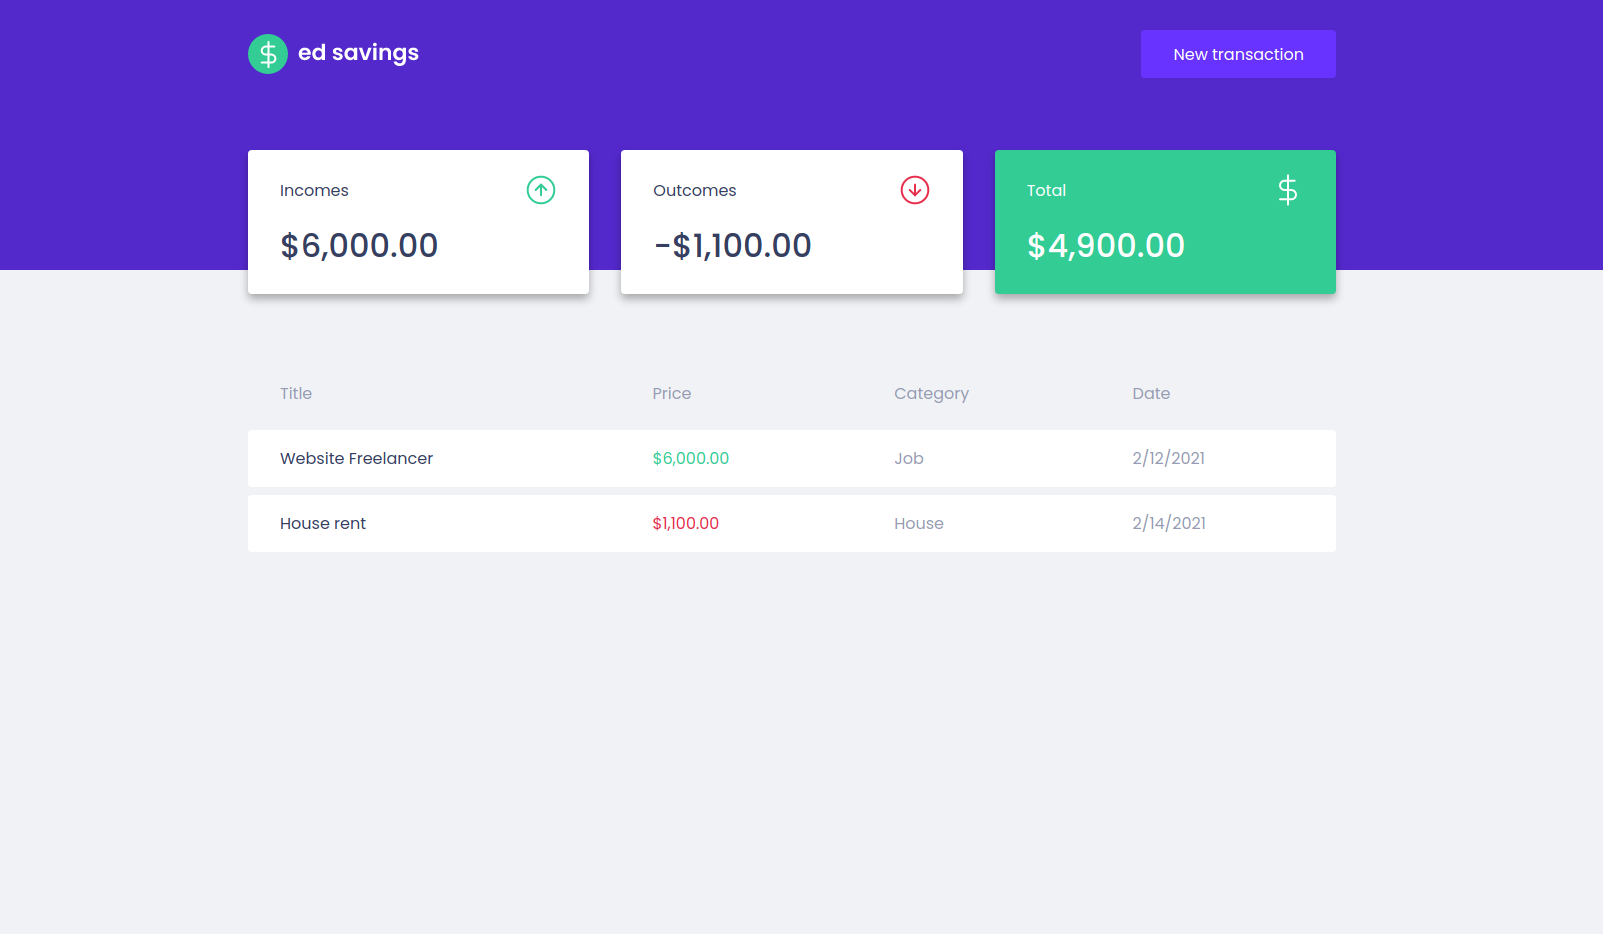 ed savings
New transaction
Incomes
$6,000.00
Outcomes
-$1,100.00
Total
$4,900.00
Title Price Category Date
Website Freelancer $6,000.00 Job 2/12/2021
House rent $1,100.00 House 2/14/2021